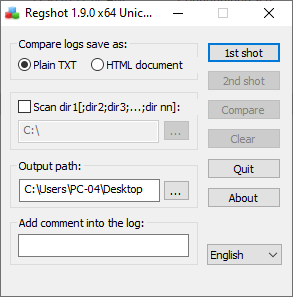 Regshot 1.9.0 x64 Unic...
Compare logs save as:
Plain TXT
HTML document
1st shot
2nd shot
Scan dir1[;dir2;dir3;...;dir nn]:
C:\
...
Compare
Clear
Output path:
C:\Users\PC-04\Desktop
...
Quit
About
Add comment into the log:
English